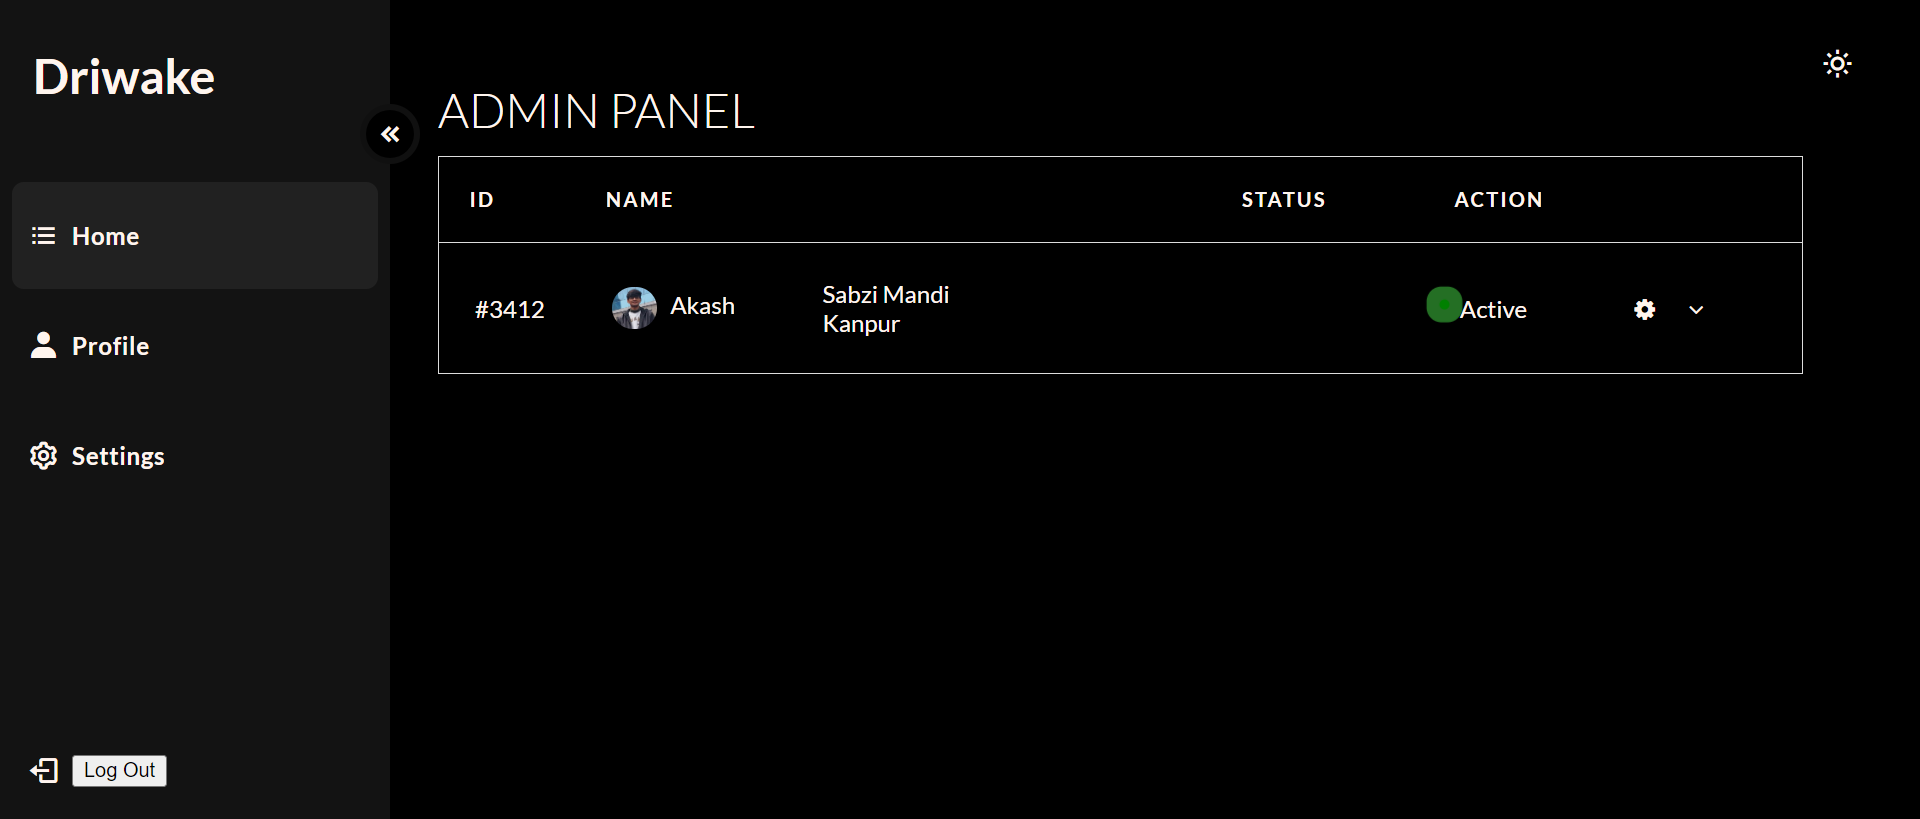 Driwake
ADMIN PANEL
ID NAME STATUS ACTION
Home
#3412 Akash Sabzi Mandi
Kanpur Active
Profile
Settings
Log Out